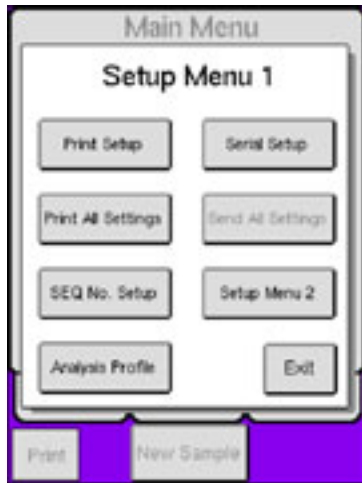 Main Menu
Setup Menu 1
Print Setup
Serial Setup
Print All Settings
Send All Settings
SEQ No. Setup
Setup Menu 2
Analysis Profile
Exit
Print
New Sample